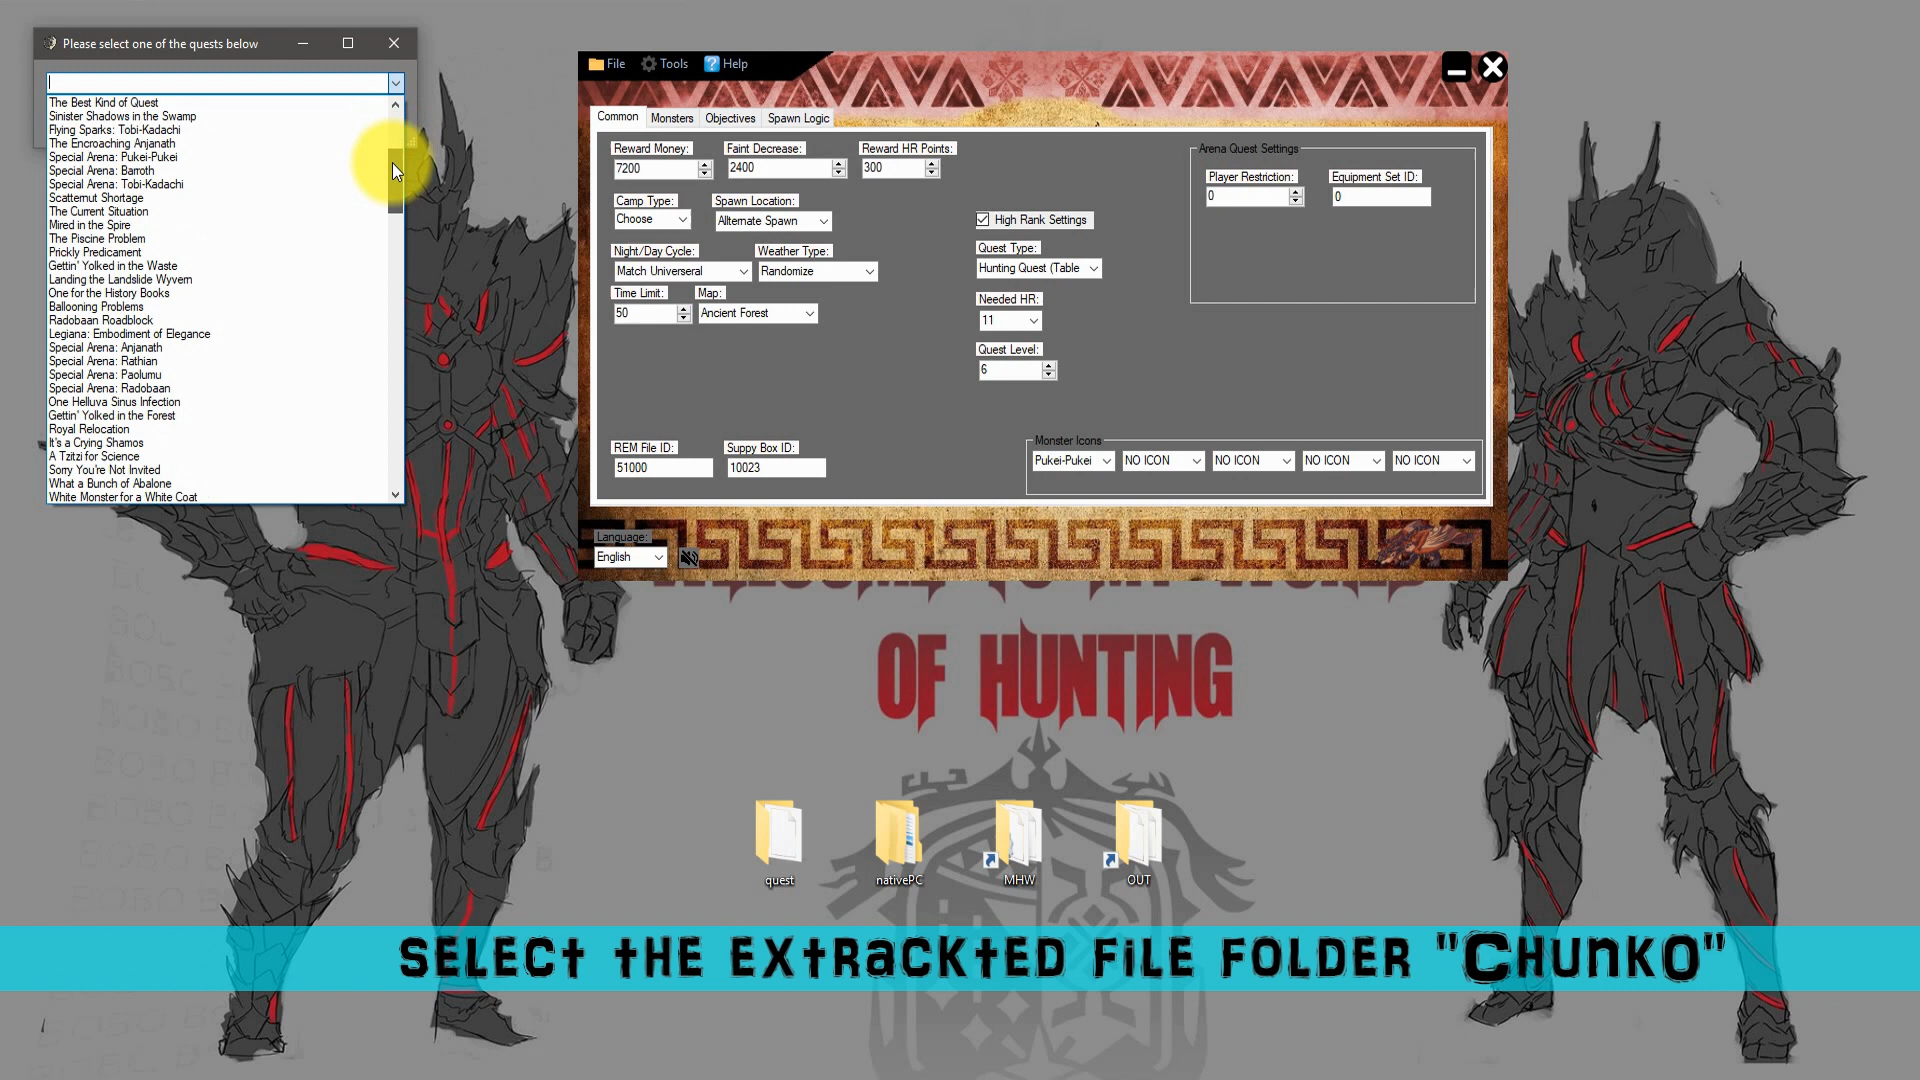 Please select one of the quests below
The Best Kind of Quest
Sinister Shadows in the Swamp
Flying Sparks: Tobi-Kadachi
The Encroaching Anjanath
Special Arena: Pukei-Pukei
Special Arena: Barroth
Special Arena: Tobi-Kadachi
Scatternut Shortage
The Current Situation
Mired in the Spire
The Piscine Problem
Prickly Predicament
Gettin' Yolked in the Waste
Landing the Landslide Wyvern
One for the History Books
Ballooning Problems
Radobaan Roadblock
Legiana: Embodiment of Elegance
Special Arena: Anjanath
Special Arena: Rathian
Special Arena: Paolumu
Special Arena: Radobaan
One Helluva Sinus Infection
Gettin' Yolked in the Forest
Royal Relocation
It's a Crying Shamos
A Tzitzi for Science
Sorry You're Not Invited
What a Bunch of Abalone
White Monster for a White Coat
File Tools Help
Common Monsters Objectives Spawn Logic
Reward Money: Faint Decrease: Reward HR Points:
7200 2400 300
Camp Type: Spawn Location:
Choose Allternate Spawn
Night/Day Cycle: Weather Type:
Match Universeral Randomize
Time Limit: Map:
50 Ancient Forest
High Rank Settings
Quest Type:
Hunting Quest (Table
Needed HR:
11
Quest Level:
6
Arena Quest Settings
Player Restriction: Equipment Set ID:
0 0
REM File ID: Suppy Box ID:
51000 10023
Monster Icons
Pukei-Pukei NO ICON NO ICON NO ICON NO ICON
Language:
English
OF HUNTING
quest nativePC MHW OUT
SELECT THE EXTRACKTED FILE FOLDER "CHUNK0"